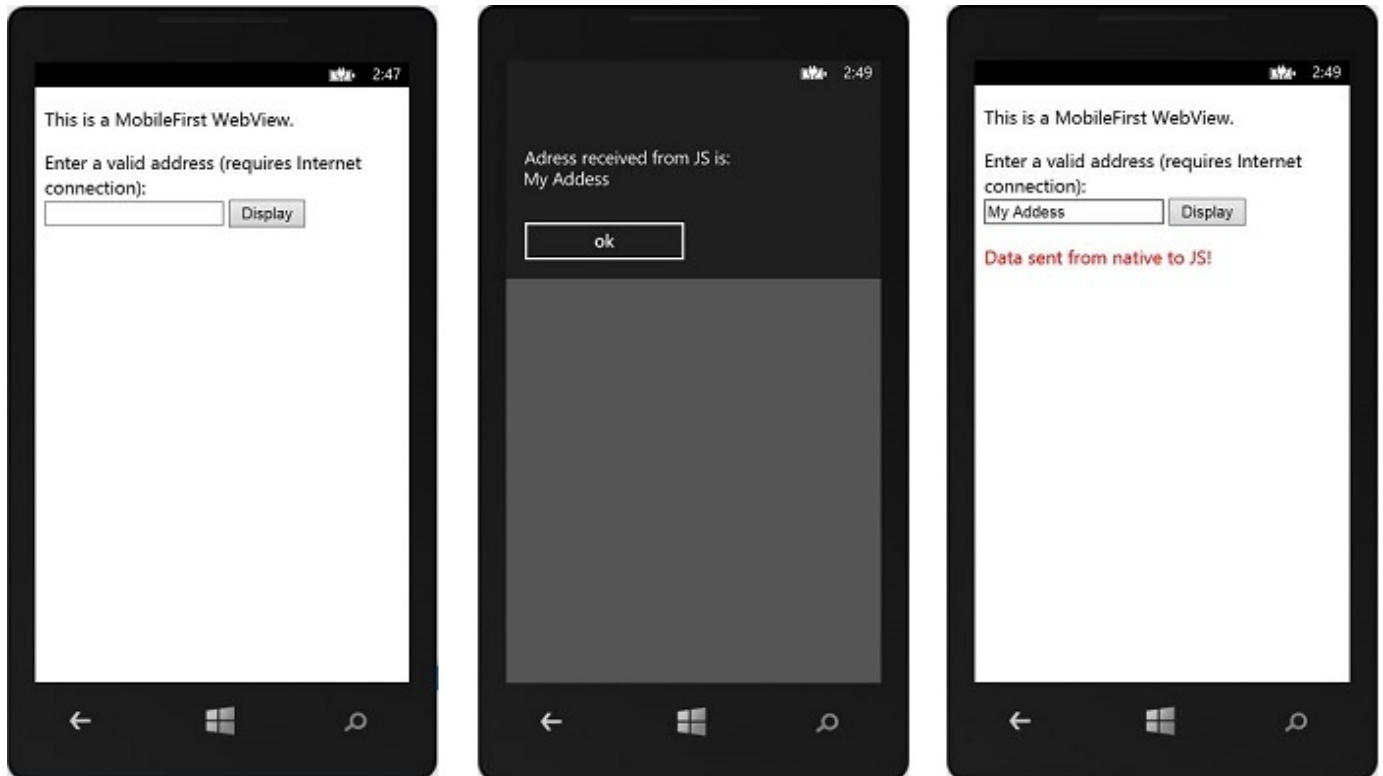 2:47
This is a MobileFirst WebView.
Enter a valid address (requires Internet
connection):
Display
2:49
Adress received from JS is:
My Addess
ok
2:49
This is a MobileFirst WebView.
Enter a valid address (requires Internet
connection):
My Addess
Display
Data sent from native to JS!